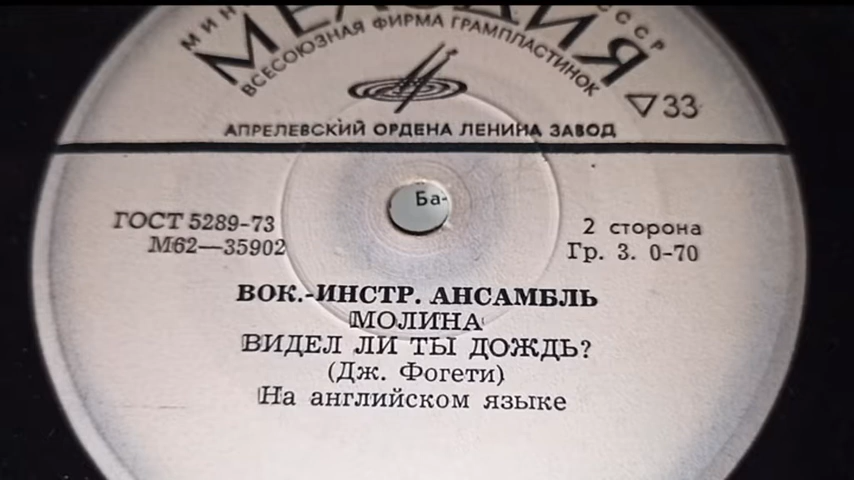 МЕЛОДИЯ
СССР
ВСЕСОЮЗНАЯ ФИРМА ГРАМПЛАСТИНОК
33
АПРЕЛЕВСКИЙ ОРДЕНА ЛЕНИНА ЗАВОД
Ба-
ГОСТ 5289-73
М62—35902
2 сторона
Гр. 3. 0-70
ВОК.-ИНСТР. АНСАМБЛЬ
МОЛИНА
ВИДЕЛ ЛИ ТЫ ДОЖДЬ?
(Дж. Фогети)
На английском языке